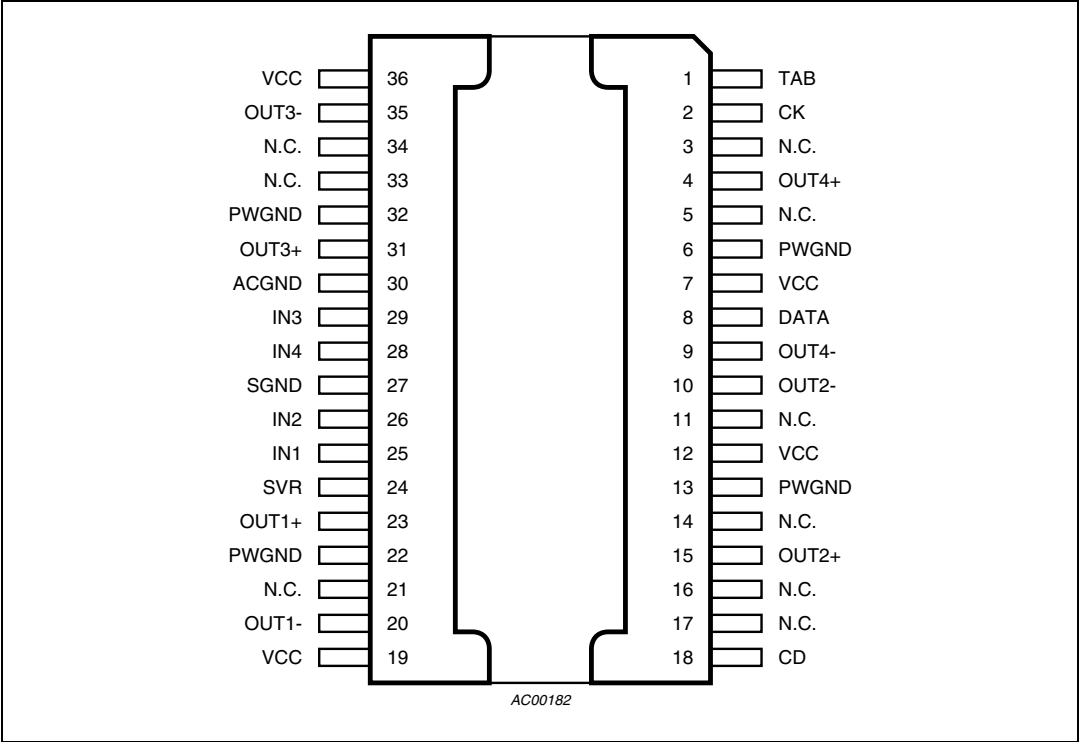 VCC 36 1 TAB
OUT3- 35 2 CK
N.C. 34 3 N.C.
N.C. 33 4 OUT4+
PWGND 32 5 N.C.
OUT3+ 31 6 PWGND
ACGND 30 7 VCC
IN3 29 8 DATA
IN4 28 9 OUT4-
SGND 27 10 OUT2-
IN2 26 11 N.C.
IN1 25 12 VCC
SVR 24 13 PWGND
OUT1+ 23 14 N.C.
PWGND 22 15 OUT2+
N.C. 21 16 N.C.
OUT1- 20 17 N.C.
VCC 19 18 CD
AC00182